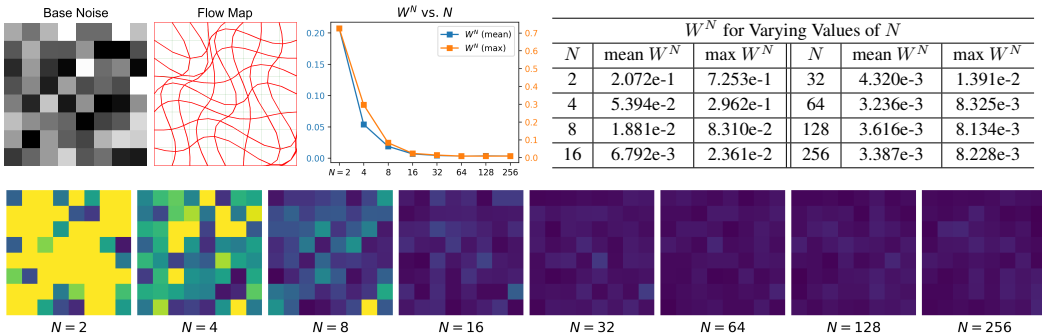 Base Noise
Flow Map
W^N vs. N
W^N (mean)
W^N (max)
0.20
0.15
0.10
0.05
0.00
0.7
0.6
0.5
0.4
0.3
0.2
0.1
0.0
N = 2 4 8 16 32 64 128 256
W^N for Varying Values of N
N mean W^N max W^N N mean W^N max W^N
2 2.072e-1 7.253e-1 32 4.320e-3 1.391e-2
4 5.394e-2 2.962e-1 64 3.236e-3 8.325e-3
8 1.881e-2 8.310e-2 128 3.616e-3 8.134e-3
16 6.792e-3 2.361e-2 256 3.387e-3 8.228e-3
N = 2
N = 4
N = 8
N = 16
N = 32
N = 64
N = 128
N = 256